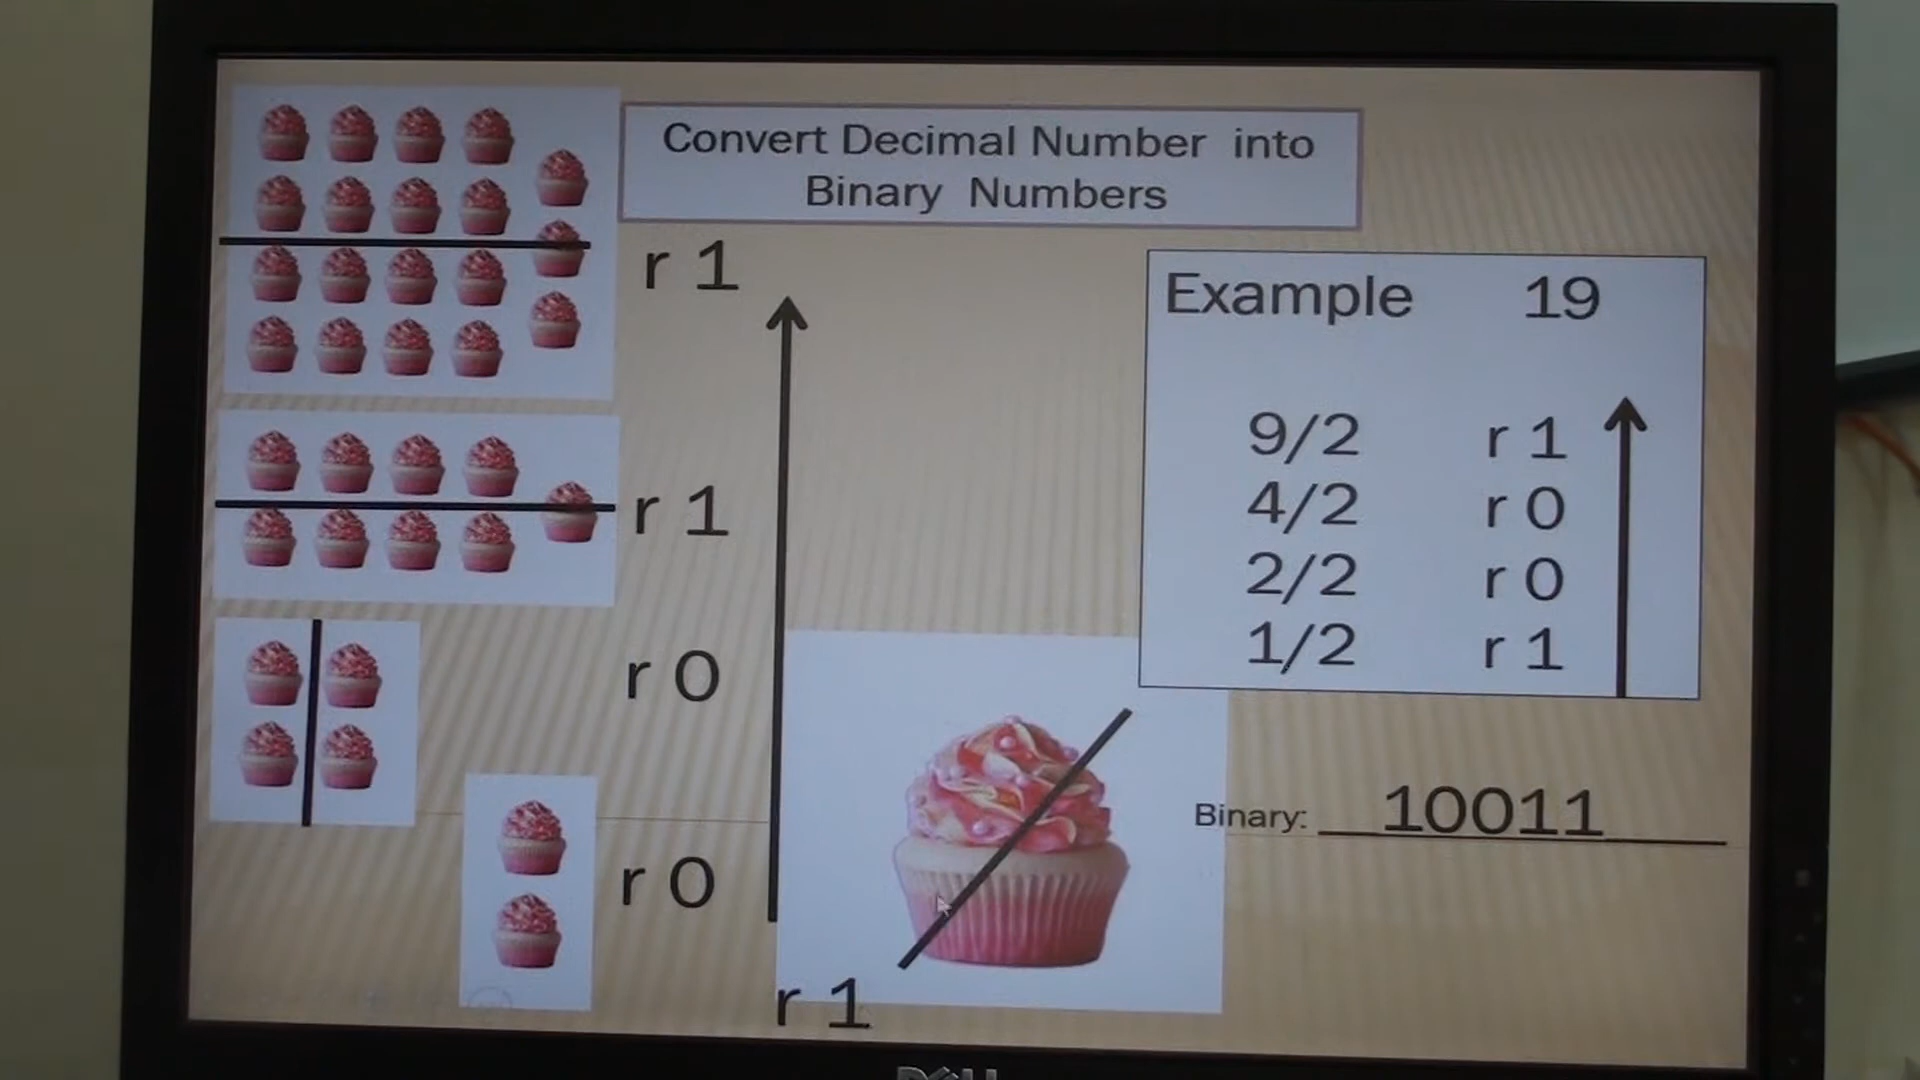 Convert Decimal Number into
Binary Numbers
r 1
r 1
r 0
r 0
r 1
Example 19
9/2 r 1
4/2 r 0
2/2 r 0
1/2 r 1
Binary: 10011
DELL